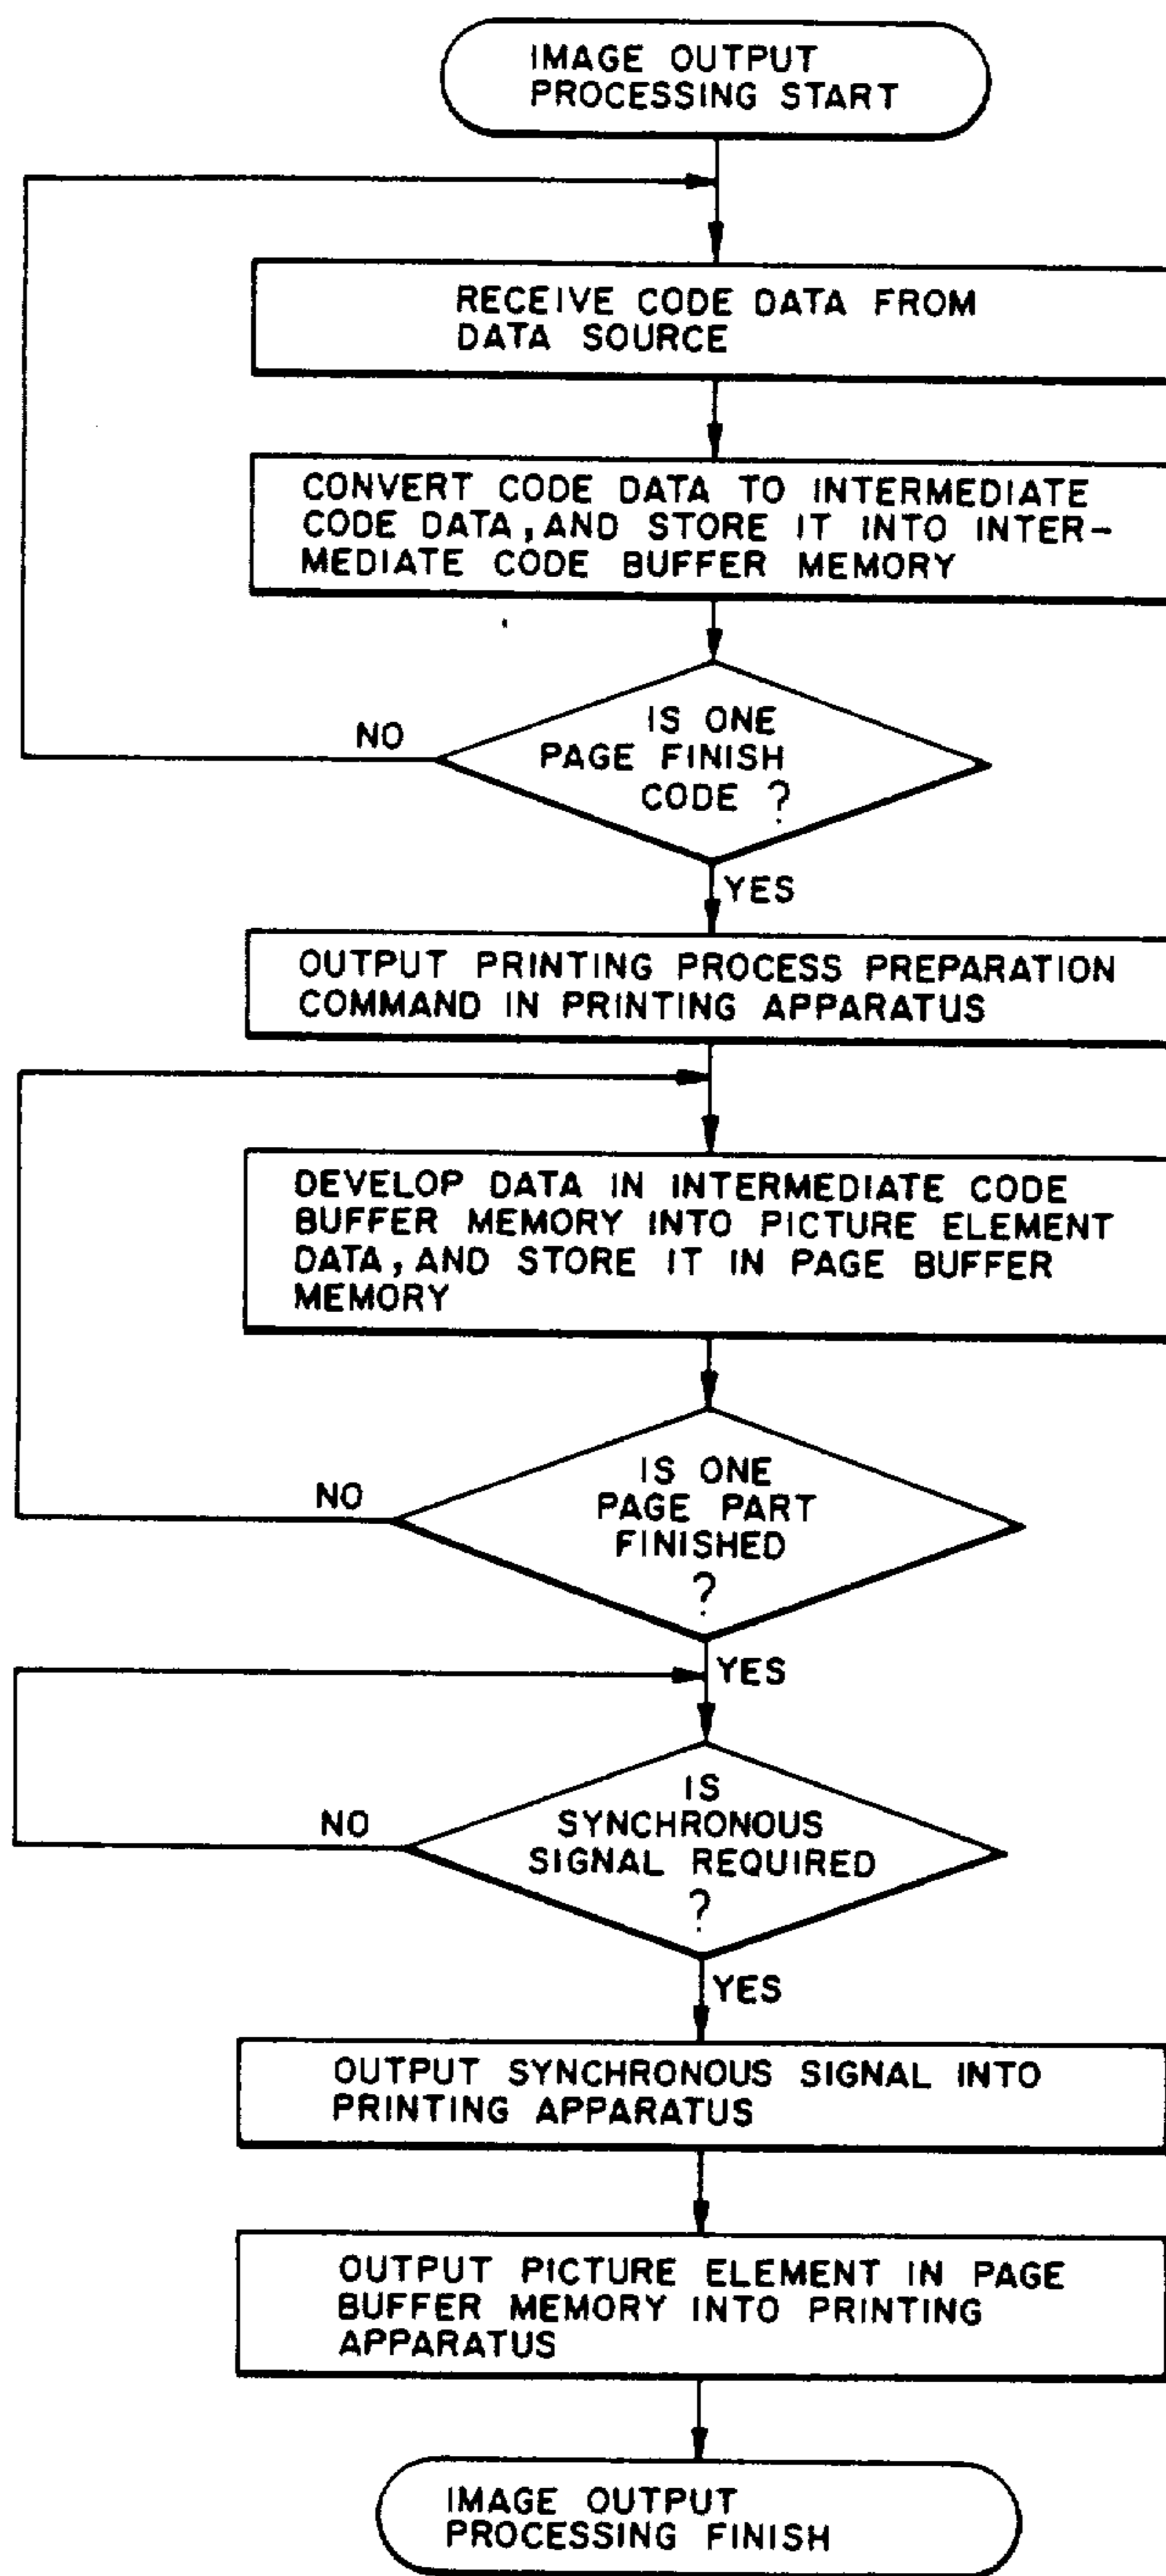 IMAGE OUTPUT
PROCESSING START
RECEIVE CODE DATA FROM
DATA SOURCE
CONVERT CODE DATA TO INTERMEDIATE
CODE DATA, AND STORE IT INTO INTER-
MEDIATE CODE BUFFER MEMORY
IS ONE
PAGE FINISH
CODE ?
NO
YES
OUTPUT PRINTING PROCESS PREPARATION
COMMAND IN PRINTING APPARATUS
DEVELOP DATA IN INTERMEDIATE CODE
BUFFER MEMORY INTO PICTURE ELEMENT
DATA, AND STORE IT IN PAGE BUFFER
MEMORY
IS ONE
PAGE PART
FINISHED
?
NO
YES
IS
SYNCHRONOUS
SIGNAL REQUIRED
?
NO
YES
OUTPUT SYNCHRONOUS SIGNAL INTO
PRINTING APPARATUS
OUTPUT PICTURE ELEMENT IN PAGE
BUFFER MEMORY INTO PRINTING
APPARATUS
IMAGE OUTPUT
PROCESSING FINISH